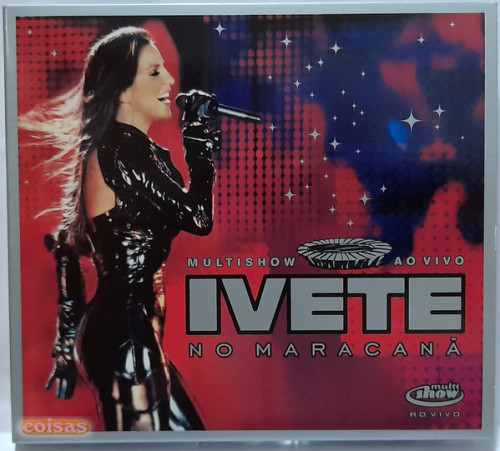 MULTISHOW AO VIVO
IVETE
NO MARACANÃ
multi
show
AO VIVO
coisas